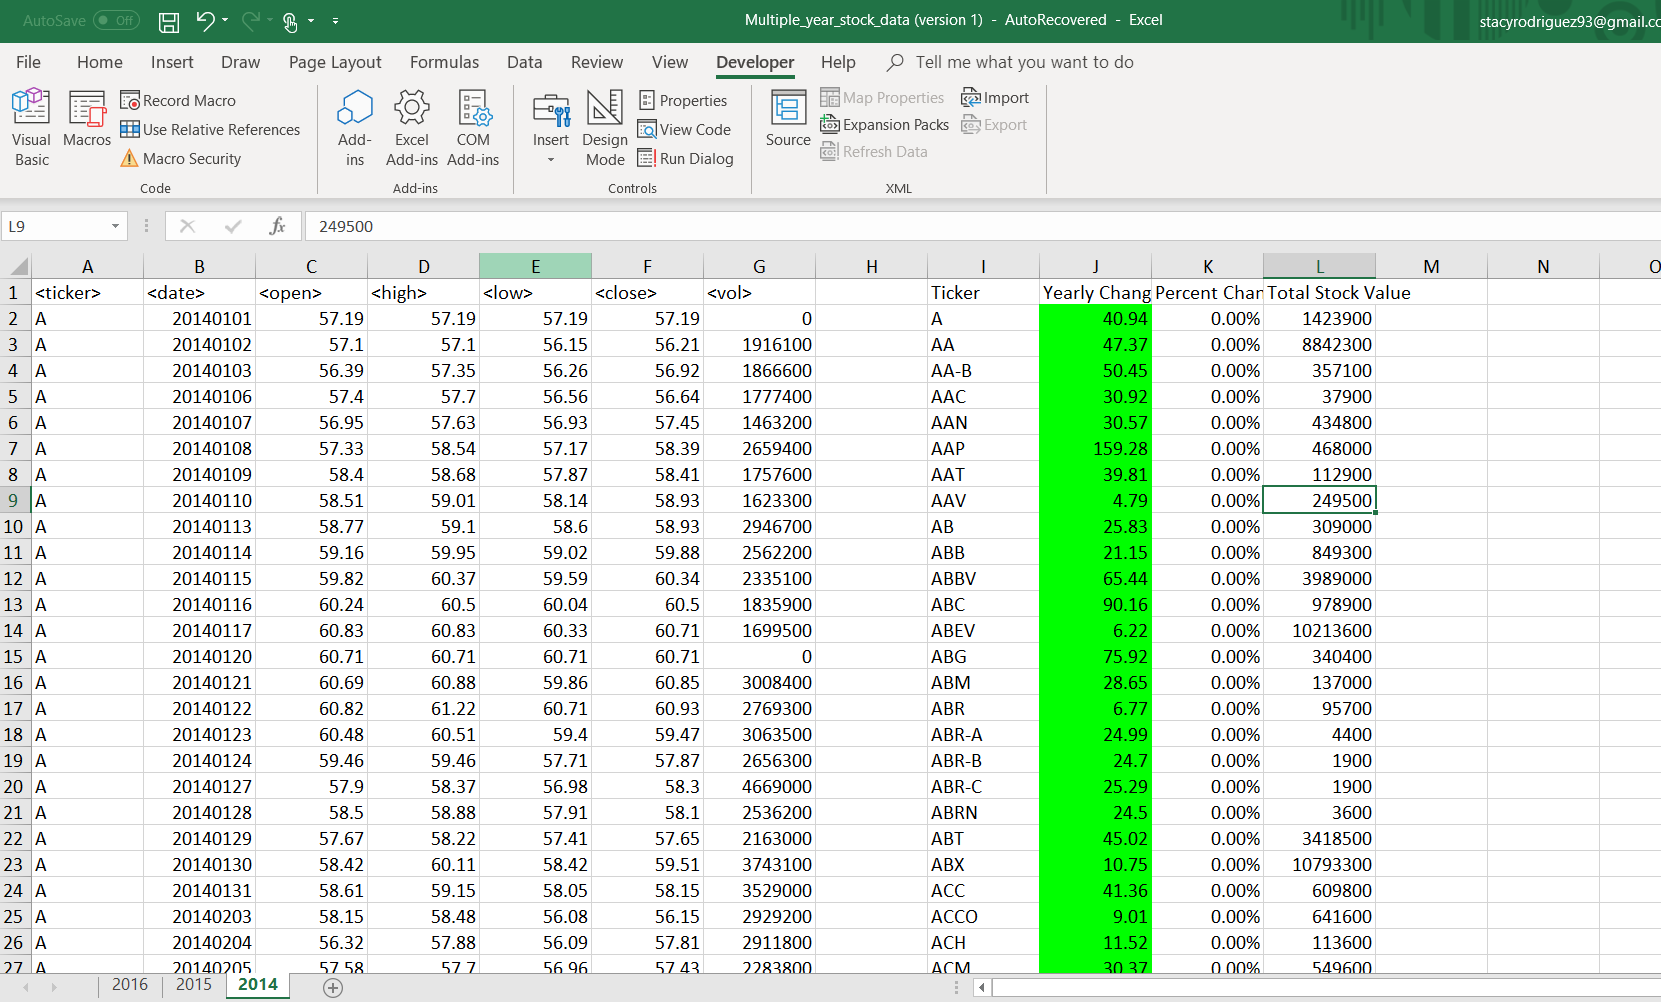 AutoSave Off Multiple_year_stock_data (version 1) - AutoRecovered - Excel stacyrodriguez93@gmail.co
File Home Insert Draw Page Layout Formulas Data Review View Developer Help Tell me what you want to do
Visual Basic Macros Record Macro Use Relative References Macro Security
Add-ins Excel Add-ins COM Add-ins
Insert Design Mode Properties View Code Run Dialog
Source Map Properties Expansion Packs Refresh Data Import Export
Code Add-ins Controls XML
L9 fx 249500
A B C D E F G H I J K L M N O
1 <ticker> <date> <open> <high> <low> <close> <vol> Ticker Yearly Chang Percent Chan Total Stock Value
2 A 20140101 57.19 57.19 57.19 57.19 0 A 40.94 0.00% 1423900
3 A 20140102 57.1 57.1 56.15 56.21 1916100 AA 47.37 0.00% 8842300
4 A 20140103 56.39 57.35 56.26 56.92 1866600 AA-B 50.45 0.00% 357100
5 A 20140106 57.4 57.7 56.56 56.64 1777400 AAC 30.92 0.00% 37900
6 A 20140107 56.95 57.63 56.93 57.45 1463200 AAN 30.57 0.00% 434800
7 A 20140108 57.33 58.54 57.17 58.39 2659400 AAP 159.28 0.00% 468000
8 A 20140109 58.4 58.68 57.87 58.41 1757600 AAT 39.81 0.00% 112900
9 A 20140110 58.51 59.01 58.14 58.93 1623300 AAV 4.79 0.00% 249500
10 A 20140113 58.77 59.1 58.6 58.93 2946700 AB 25.83 0.00% 309000
11 A 20140114 59.16 59.95 59.02 59.88 2562200 ABB 21.15 0.00% 849300
12 A 20140115 59.82 60.37 59.59 60.34 2335100 ABBV 65.44 0.00% 3989000
13 A 20140116 60.24 60.5 60.04 60.5 1835900 ABC 90.16 0.00% 978900
14 A 20140117 60.83 60.83 60.33 60.71 1699500 ABEV 6.22 0.00% 10213600
15 A 20140120 60.71 60.71 60.71 60.71 0 ABG 75.92 0.00% 340400
16 A 20140121 60.69 60.88 59.86 60.85 3008400 ABM 28.65 0.00% 137000
17 A 20140122 60.82 61.22 60.71 60.93 2769300 ABR 6.77 0.00% 95700
18 A 20140123 60.48 60.51 59.4 59.47 3063500 ABR-A 24.99 0.00% 4400
19 A 20140124 59.46 59.46 57.71 57.87 2656300 ABR-B 24.7 0.00% 1900
20 A 20140127 57.9 58.37 56.98 58.3 4669000 ABR-C 25.29 0.00% 1900
21 A 20140128 58.5 58.88 57.91 58.1 2536200 ABRN 24.5 0.00% 3600
22 A 20140129 57.67 58.22 57.41 57.65 2163000 ABT 45.02 0.00% 3418500
23 A 20140130 58.42 60.11 58.42 59.51 3743100 ABX 10.75 0.00% 10793300
24 A 20140131 58.61 59.15 58.05 58.15 3529000 ACC 41.36 0.00% 609800
25 A 20140203 58.15 58.48 56.08 56.15 2929200 ACCO 9.01 0.00% 641600
26 A 20140204 56.32 57.88 56.09 57.81 2911800 ACH 11.52 0.00% 113600
27 A 20140205 57.58 57.7 56.96 57.43 2283800 ACM 30.37 0.00% 549600
2016 2015 2014